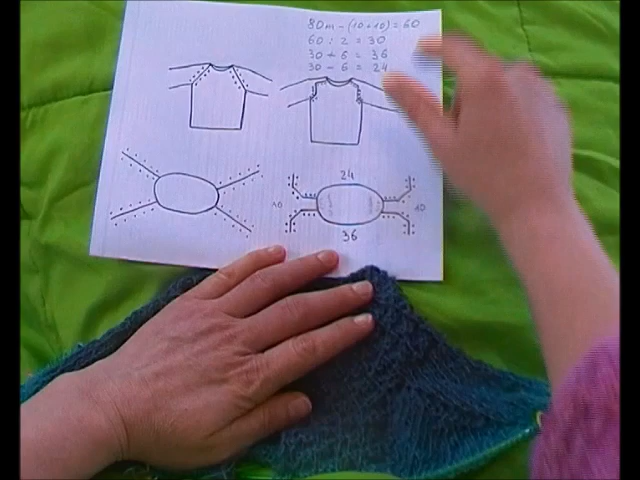 80m - (10+10) = 60
60 : 2 = 30
30 + 6 = 36
30 - 6 = 24
24
10 10
36